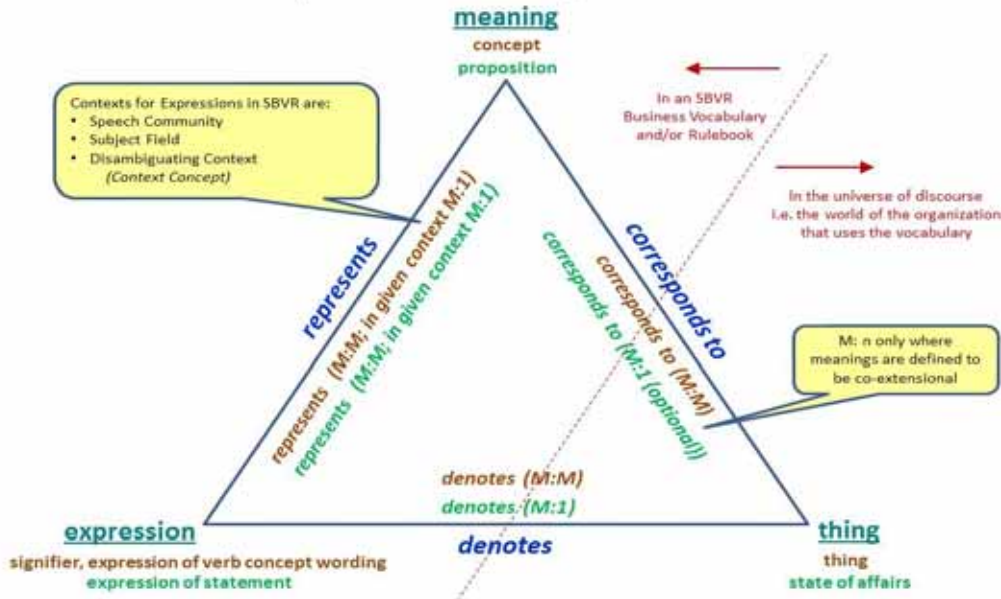 meaning
concept
proposition
Contexts for Expressions in SBVR are:
• Speech Community
• Subject Field
• Disambiguating Context
(Context Concept)
In an SBVR
Business Vocabulary
and/or Rulebook
In the universe of discourse
i.e. the world of the organization
that uses the vocabulary
represents
represents (M:M; in given context M:1)
represents (M:M; in given context M:1)
corresponds to
corresponds to (M:M)
corresponds to (M:1 (optional))
M: n only where
meanings are defined to
be co-extensional
denotes (M:M)
denotes (M:1)
denotes
expression
signifier, expression of verb concept wording
expression of statement
thing
thing
state of affairs